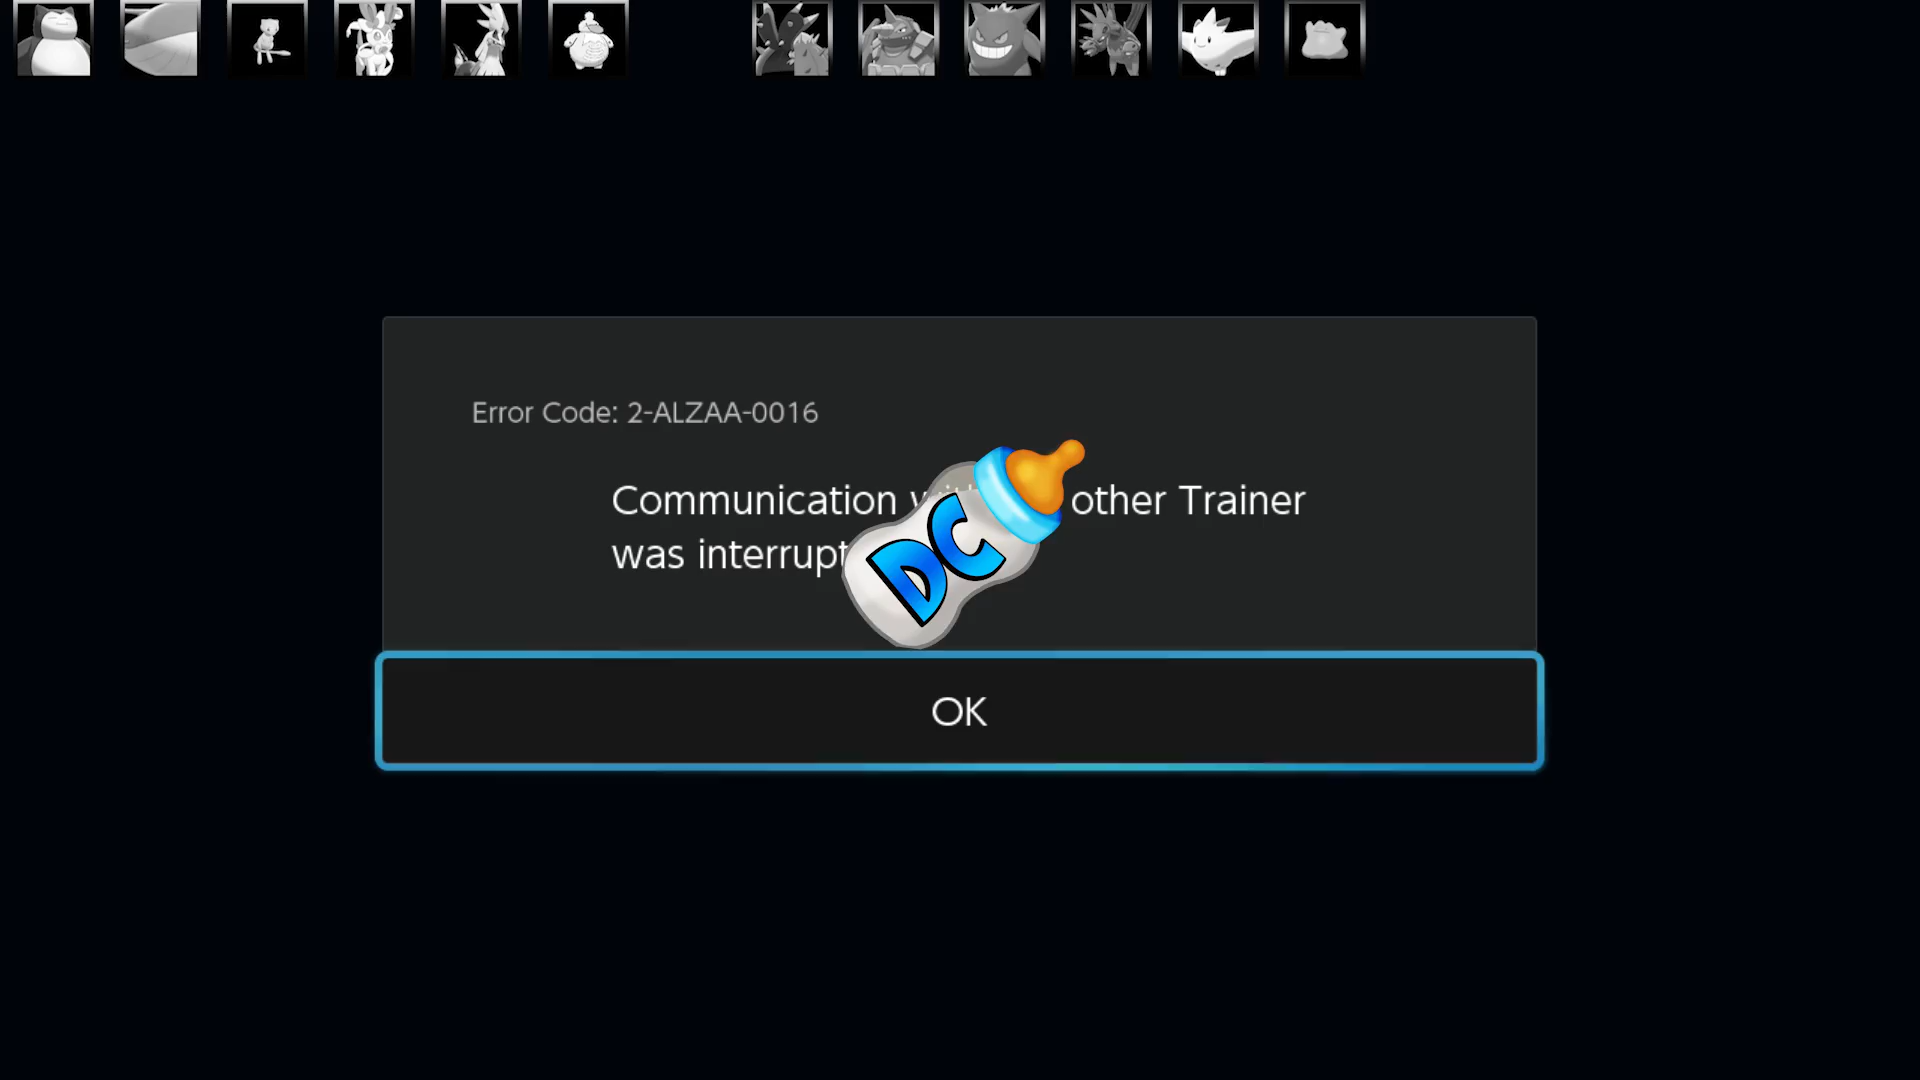 Error Code: 2-ALZAA-0016
Communication other Trainer
was interrupt
DC
OK